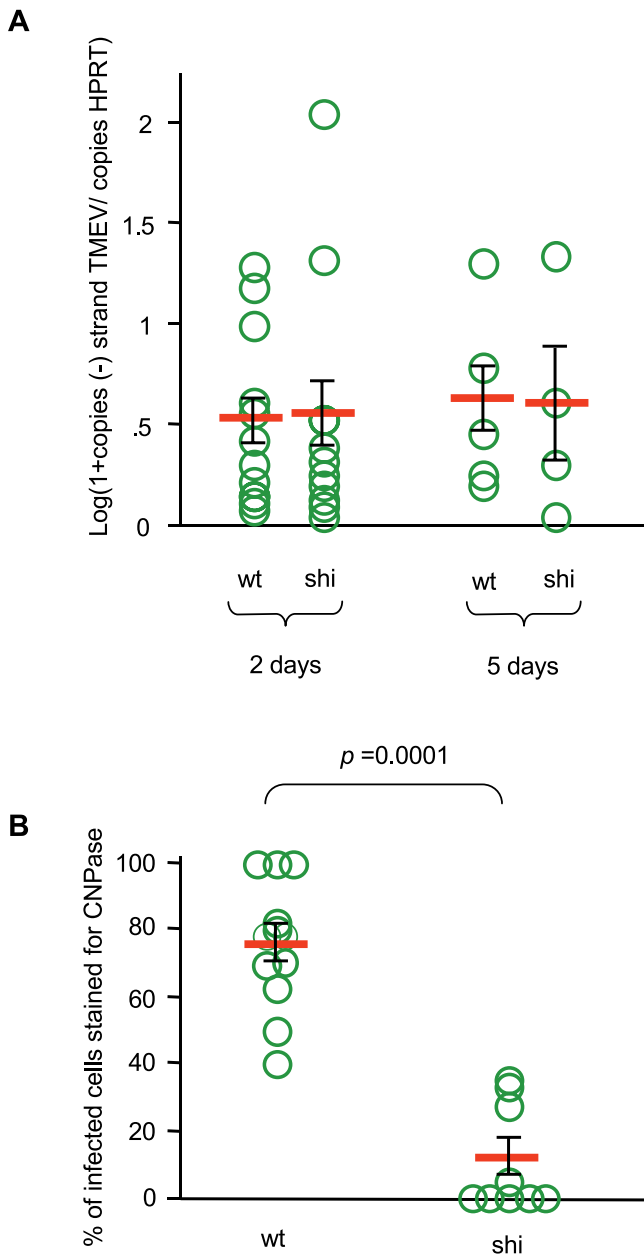 A
Log(1+copies (-) strand TMEV/ copies HPRT)
2
1.5
1
.5
0
wt shi wt shi
2 days 5 days
p =0.0001
B
% of infected cells stained for CNPase
100
80
60
40
20
0
wt shi